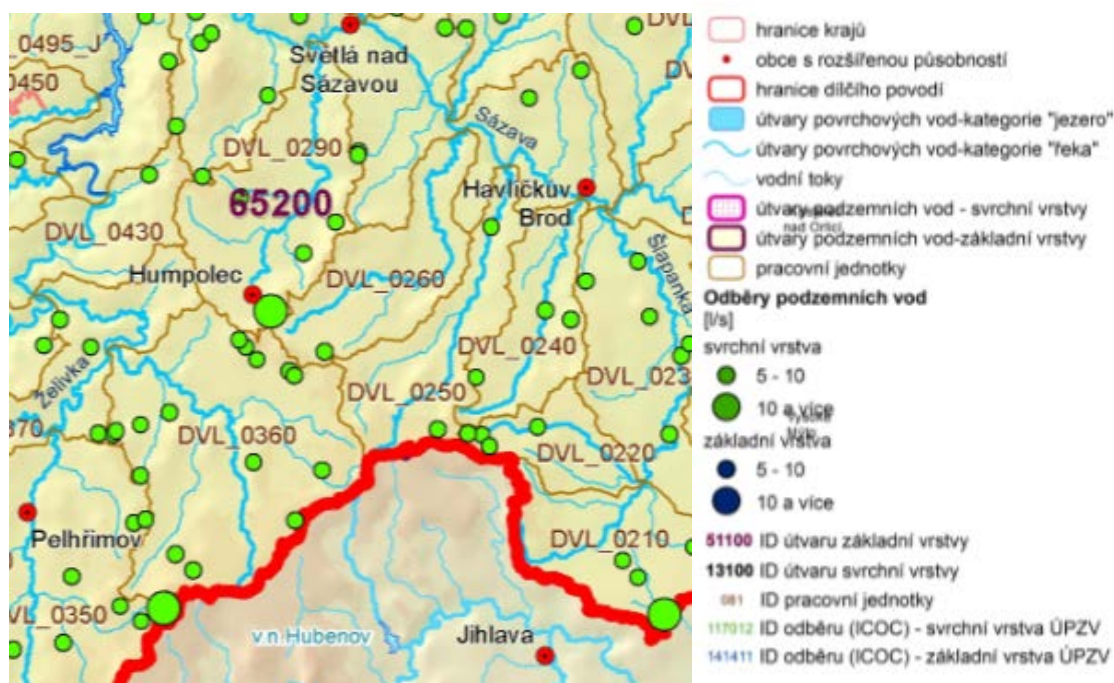 DVL
_0495_J
0450
Světlá nad
Sázavou
Sázava
DVL_0290
65200
Havlíčkův
Brod
DVL_0430
Humpolec
DVL_0260
Šlapanka
Želivka
DVL_0240
DVL_023
DVL_0250
370
DVL_0360
DVL_0220
Pelhřimov
DVL_0210
VL_0350
v.n.Hubenov
Jihlava
hranice krajů
obce s rozšířenou působností
hranice dílčího povodí
útvary povrchových vod-kategorie "jezero"
útvary povrchových vod-kategorie "řeka"
vodní toky
útvary podzemních vod - svrchní vrstvy
nad Orlicí
útvary podzemních vod-základní vrstvy
pracovní jednotky
Odběry podzemních vod
[l/s]
svrchní vrstva
5 - 10
10 a více
Vysoké
Mýto
základní vrstva
5 - 10
10 a více
51100 ID útvaru základní vrstvy
13100 ID útvaru svrchní vrstvy
081 ID pracovní jednotky
117012 ID odběru (ICOC) - svrchní vrstva ÚPZV
141411 ID odběru (ICOC) - základní vrstva ÚPZV